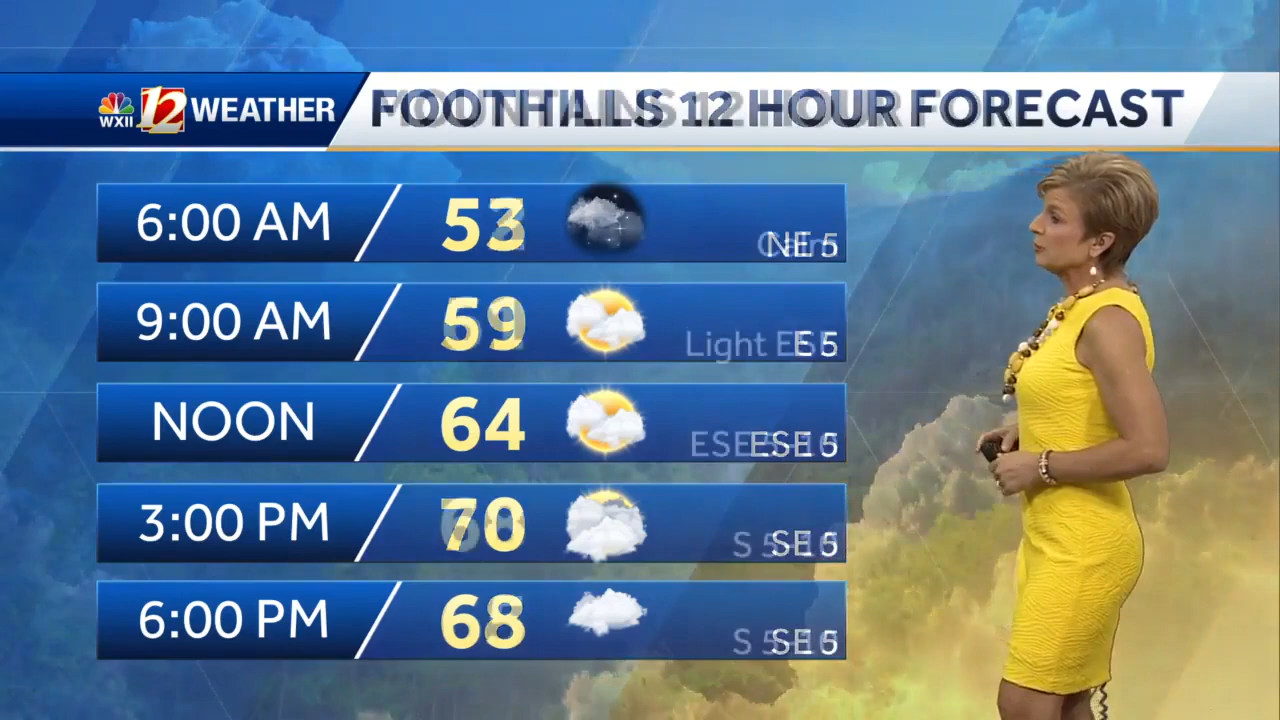 WXII 12 WEATHER
FOOTHILLS 12 HOUR FORECAST
6:00 AM 53 NE 5
9:00 AM 59 E 5
NOON 64 ESE 5
3:00 PM 70 SE 5
6:00 PM 68 SE 5